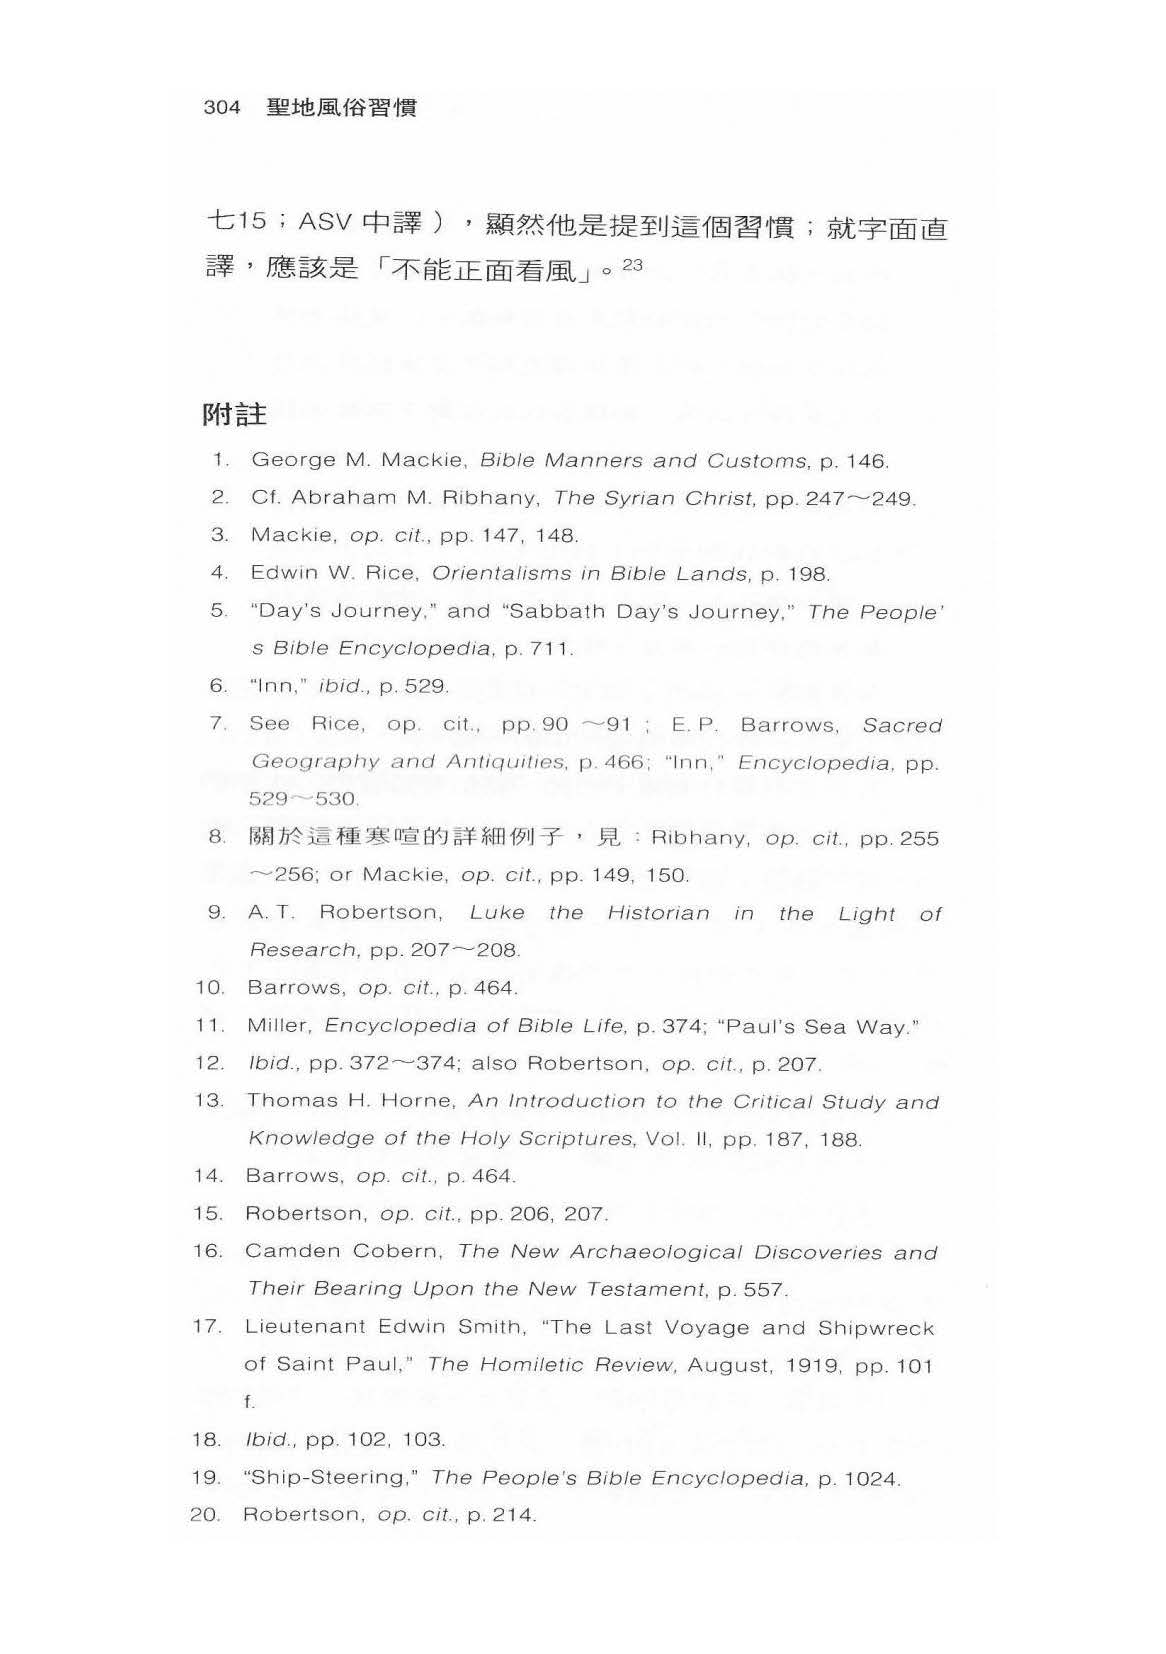 304 聖地風俗習慣
七15；ASV 中譯），顯然他是提到這個習慣；就字面直
譯，應該是「不能正面看風」。23
附註
1. George M. Mackie, Bible Manners and Customs, p. 146.
2. Cf. Abraham M. Ribhany, The Syrian Christ, pp. 247～249.
3. Mackie, op. cit., pp. 147, 148.
4. Edwin W. Rice, Orientalisms in Bible Lands, p. 198.
5. “Day’s Journey,” and “Sabbath Day’s Journey,” The People’
s Bible Encyclopedia, p. 711.
6. “Inn,” ibid., p. 529.
7. See Rice, op. cit., pp. 90 ～91 ; E. P. Barrows, Sacred
Geography and Antiquities, p. 466; “Inn,” Encyclopedia, pp.
529～530.
8. 關於這種寒喧的詳細例子，見：Ribhany, op. cit., pp. 255
～256; or Mackie, op. cit., pp. 149, 150.
9. A. T. Robertson, Luke the Historian in the Light of
Research, pp. 207～208.
10. Barrows, op. cit., p. 464.
11. Miller, Encyclopedia of Bible Life, p. 374; “Paul’s Sea Way.”
12. Ibid., pp. 372～374; also Robertson, op. cit., p. 207.
13. Thomas H. Horne, An Introduction to the Critical Study and
Knowledge of the Holy Scriptures, Vol. II, pp. 187, 188.
14. Barrows, op. cit., p. 464.
15. Robertson, op. cit., pp. 206, 207.
16. Camden Cobern, The New Archaeological Discoveries and
Their Bearing Upon the New Testament, p. 557.
17. Lieutenant Edwin Smith, “The Last Voyage and Shipwreck
of Saint Paul,” The Homiletic Review, August, 1919, pp. 101
f.
18. Ibid., pp. 102, 103.
19. “Ship-Steering,” The People’s Bible Encyclopedia, p. 1024.
20. Robertson, op. cit., p. 214.